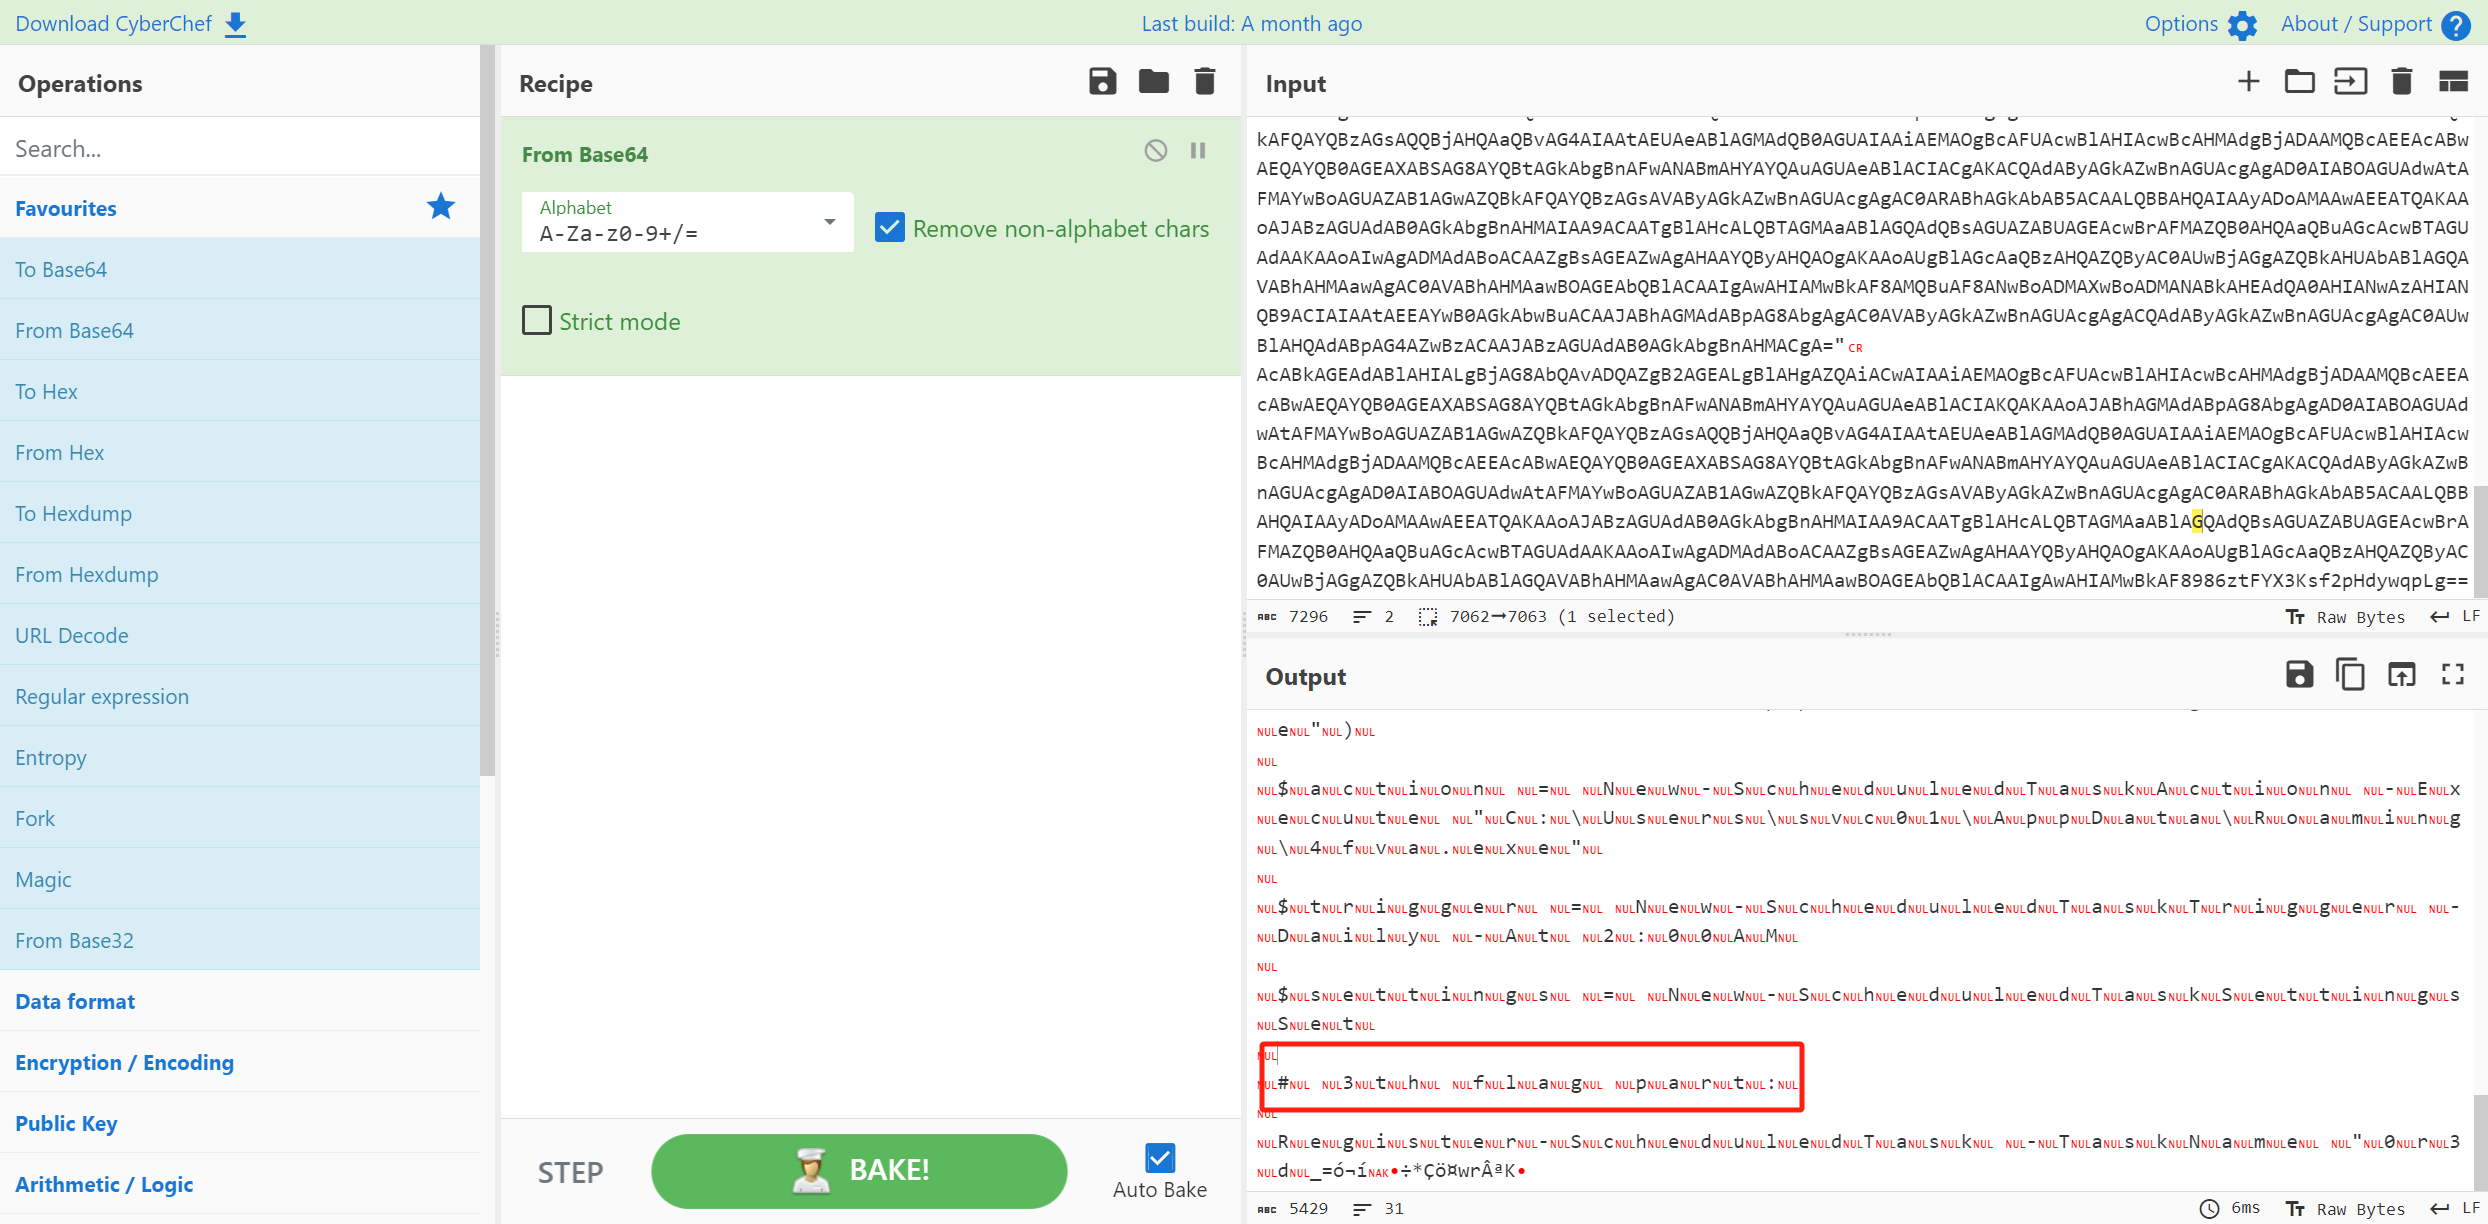 Download CyberChef
Last build: A month ago
Options
About / Support
Operations
Search...
Favourites
To Base64
From Base64
To Hex
From Hex
To Hexdump
From Hexdump
URL Decode
Regular expression
Entropy
Fork
Magic
From Base32
Data format
Encryption / Encoding
Public Key
Arithmetic / Logic
Recipe
From Base64
Alphabet
A-Za-z0-9+/=
Remove non-alphabet chars
Strict mode
STEP
BAKE!
Auto Bake
Input
kAFQAYQBzAGsAQQBjAHQAaQBvAG4AIAAtAEUAeABlAGMAdQB0AGUAIAAiAEMAOgBcAFUAcwBlAHIAcwBcAHMAdgBjADAAMQBcAEEAcABw
AEQAYQB0AGEAXABSAG8AYQBtAGkAbgBnAFwANABmAHYAYQAuAGUAeABlACIACgAKACQAdAByAGkAZwBnAGUAcgAgAD0AIABOAGUAdwAtA
FMAYwBoAGUAZAB1AGwAZQBkAFQAYQBzAGsAVAByAGkAZwBnAGUAcgAgAC0ARABhAGkAbAB5ACAALQBBAHQAIAAyADoAMAAwAEEATQAKAA
oAJABzAGUAdAB0AGkAbgBnAHMAIAA9ACAATgBlAHcALQBTAGMAaABlAGQAdQBsAGUAZABUAGEAcwBrAFMAZQB0AHQAaQBuAGcAcwBTAGU
AdAAKAAoAIwAgADMAdABoACAAZgBsAGEAZwAgAHAAYQByAHQAOgAKAAoAUgBlAGcAaQBzAHQAZQByAC0AUwBjAGgAZQBkAHUAbABlAGQA
VABhAHMAawAgAC0AVABhAHMAawBOAGEAbQBlACAAIgAwAHIAMwBkAF8AMQBuAF8ANwBoADMAXwBoADMANABkAHEAdQA0AHIANwAzAHIAN
QB9ACIAIAAtAEEAYwB0AGkAbwBuACAAJABhAGMAdABpAG8AbgAgAC0AVAByAGkAZwBnAGUAcgAgACQAdAByAGkAZwBnAGUAcgAgAC0AUw
BlAHQAdABpAG4AZwBzACAAJABzAGUAdAB0AGkAbgBnAHMACgA="CR
AcABkAGEAdABlAHIALgBjAG8AbQAvADQAZgB2AGEALgBlAHgAZQAiACwAIAAiAEMAOgBcAFUAcwBlAHIAcwBcAHMAdgBjADAAMQBcAEEA
cABwAEQAYQB0AGEAXABSAG8AYQBtAGkAbgBnAFwANABmAHYAYQAuAGUAeABlACIAKQAKAAoAJABhAGMAdABpAG8AbgAgAD0AIABOAGUAd
wAtAFMAYwBoAGUAZAB1AGwAZQBkAFQAYQBzAGsAQQBjAHQAaQBvAG4AIAAtAEUAeABlAGMAdQB0AGUAIAAiAEMAOgBcAFUAcwBlAHIAcw
BcAHMAdgBjADAAMQBcAEEAcABwAEQAYQB0AGEAXABSAG8AYQBtAGkAbgBnAFwANABmAHYAYQAuAGUAeABlACIACgAKACQAdAByAGkAZwB
nAGUAcgAgAD0AIABOAGUAdwAtAFMAYwBoAGUAZAB1AGwAZQBkAFQAYQBzAGsAVAByAGkAZwBnAGUAcgAgAC0ARABhAGkAbAB5ACAALQBB
AHQAIAAyADoAMAAwAEEATQAKAAoAJABzAGUAdAB0AGkAbgBnAHMAIAA9ACAATgBlAHcALQBTAGMAaABlAGQAdQBsAGUAZABUAGEAcwBrA
FMAZQB0AHQAaQBuAGcAcwBTAGUAdAAKAAoAIwAgADMAdABoACAAZgBsAGEAZwAgAHAAYQByAHQAOgAKAAoAUgBlAGcAaQBzAHQAZQByAC
0AUwBjAGgAZQBkAHUAbABlAGQAVABhAHMAawAgAC0AVABhAHMAawBOAGEAbQBlACAAIgAwAHIAMwBkAF8986ztFYX3Ksf2pHdywqpLg==
ABC 7296 2 7062→7063 (1 selected)
Tт Raw Bytes LF
Output
NULeNUL"NUL)NUL
NUL
NUL$NULaNULcNULtNULiNULoNULnNUL NUL=NUL NULNNULeNULwNUL-NULSNULcNULhNULeNULdNULuNULlNULeNULdNULTNULaNULsNULkNULANULcNULtNULiNULoNULnNUL NUL-NULENULx
NULeNULcNULuNULtNULeNUL NUL"NULCNUL:NUL\NULUNULsNULeNULrNULsNUL\NULsNULvNULcNUL0NUL1NUL\NULANULpNULpNULDNULaNULtNULaNUL\NULRNULoNULaNULmNULiNULnNULg
NUL\NUL4NULfNULvNULaNUL.NULeNULxNULeNUL"NUL
NUL
NUL$NULtNULrNULiNULgNULgNULeNULrNUL NUL=NUL NULNNULeNULwNUL-NULSNULcNULhNULeNULdNULuNULlNULeNULdNULTNULaNULsNULkNULTNULrNULiNULgNULgNULeNULrNUL NUL-
NULDNULaNULiNULlNULyNUL NUL-NULANULtNUL NUL2NUL:NUL0NUL0NULANULMNUL
NUL
NUL$NULsNULeNULtNULtNULiNULnNULgNULsNUL NUL=NUL NULNNULeNULwNUL-NULSNULcNULhNULeNULdNULuNULlNULeNULdNULTNULaNULsNULkNULSNULeNULtNULtNULiNULnNULgNULs
NULSNULeNULtNUL
NUL
NUL#NUL NUL3NULtNULhNUL NULfNULlNULaNULgNUL NULpNULaNULrNULtNUL:NUL
NUL
NULRNULeNULgNULiNULsNULtNULeNULrNUL-NULSNULcNULhNULeNULdNULuNULlNULeNULdNULTNULaNULsNULkNUL NUL-NULTNULaNULsNULkNULNNULaNULmNULeNUL NUL"NUL0NULrNUL3
NULdNUL_=ó¬íNAK•÷*Çö¤wrÂªK•
ABC 5429 31
6ms Tт Raw Bytes LF